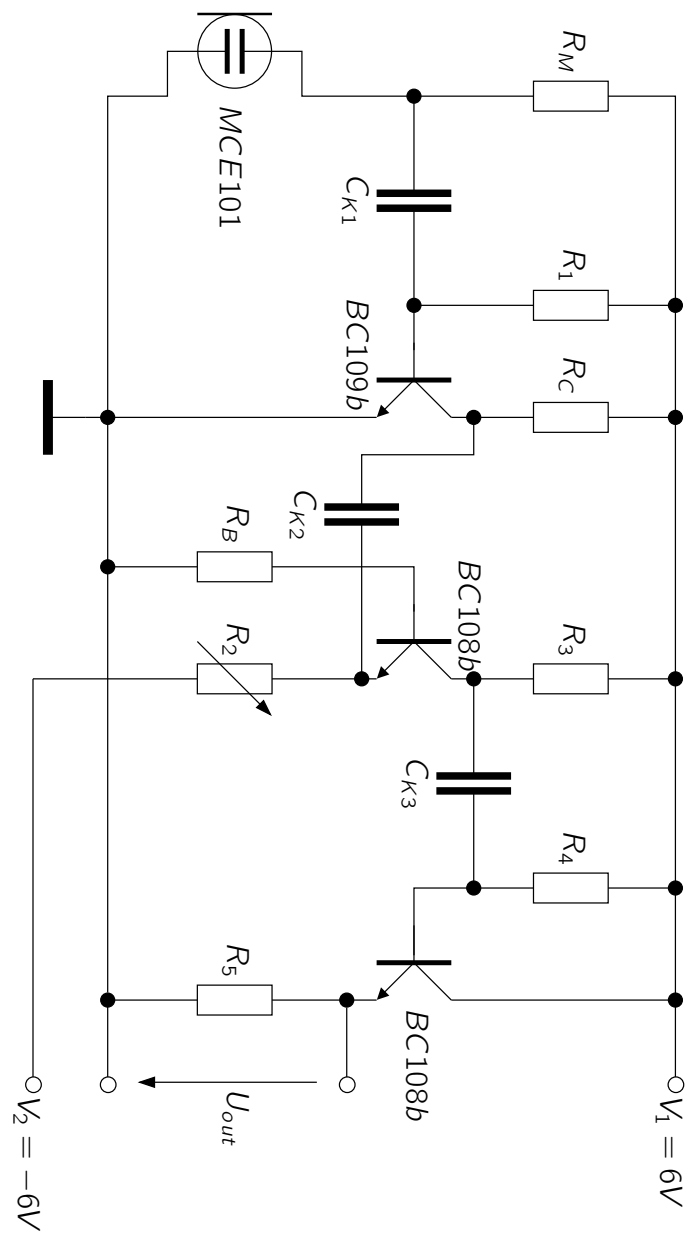 R_M
MCE101
C_K1
R_1
BC109b
R_C
C_K2
R_B
BC108b
R_2
R_3
C_K3
R_4
R_5
BC108b
U_out
V_1 = 6V
V_2 = −6V